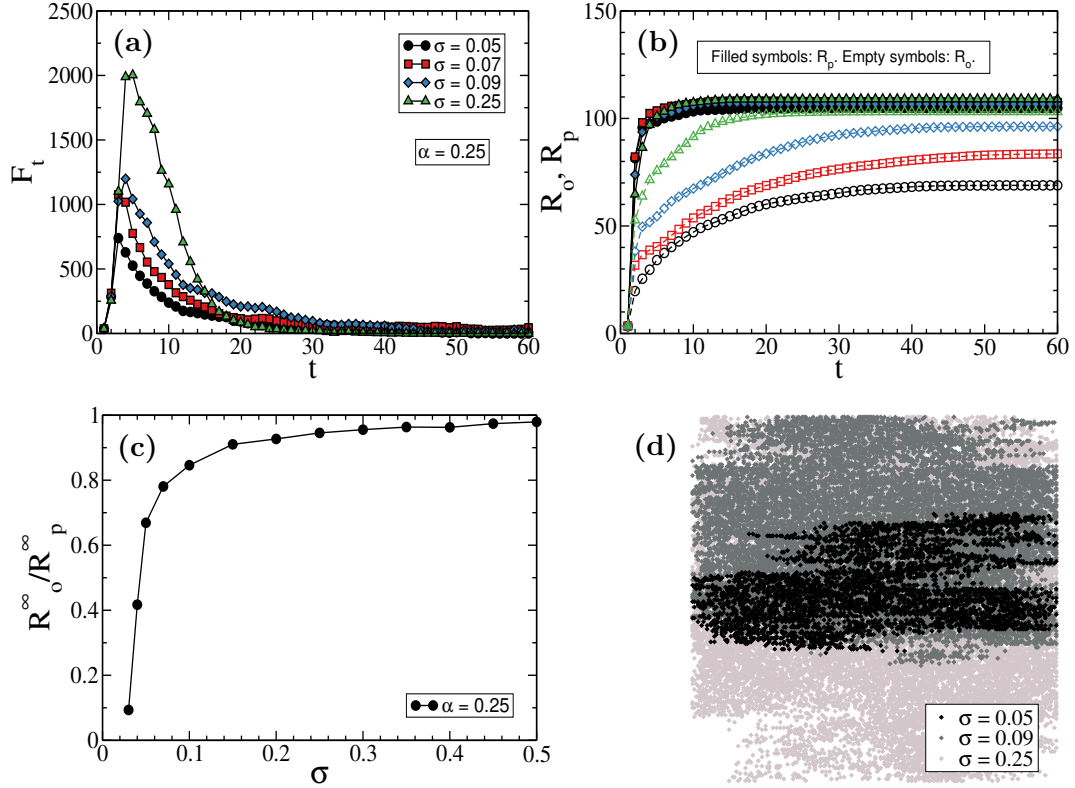 (a)
σ = 0.05
σ = 0.07
σ = 0.09
σ = 0.25
α = 0.25
2500
2000
1500
1000
500
0
0 10 20 30 40 50 60
F_t
t
(b)
Filled symbols: R_p. Empty symbols: R_o.
150
100
50
0
0 10 20 30 40 50 60
R_o, R_p
t
(c)
α = 0.25
1
0.8
0.6
0.4
0.2
0
0 0.1 0.2 0.3 0.4 0.5
R_o^∞/R_p^∞
σ
(d)
σ = 0.05
σ = 0.09
σ = 0.25